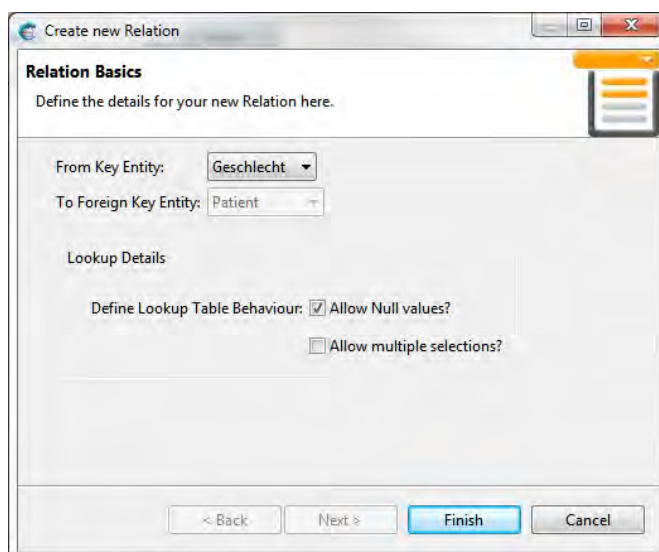 Create new Relation
Relation Basics
Define the details for your new Relation here.
From Key Entity: Geschlecht
To Foreign Key Entity: Patient
Lookup Details
Define Lookup Table Behaviour: Allow Null values?
Allow multiple selections?
< Back Next > Finish Cancel